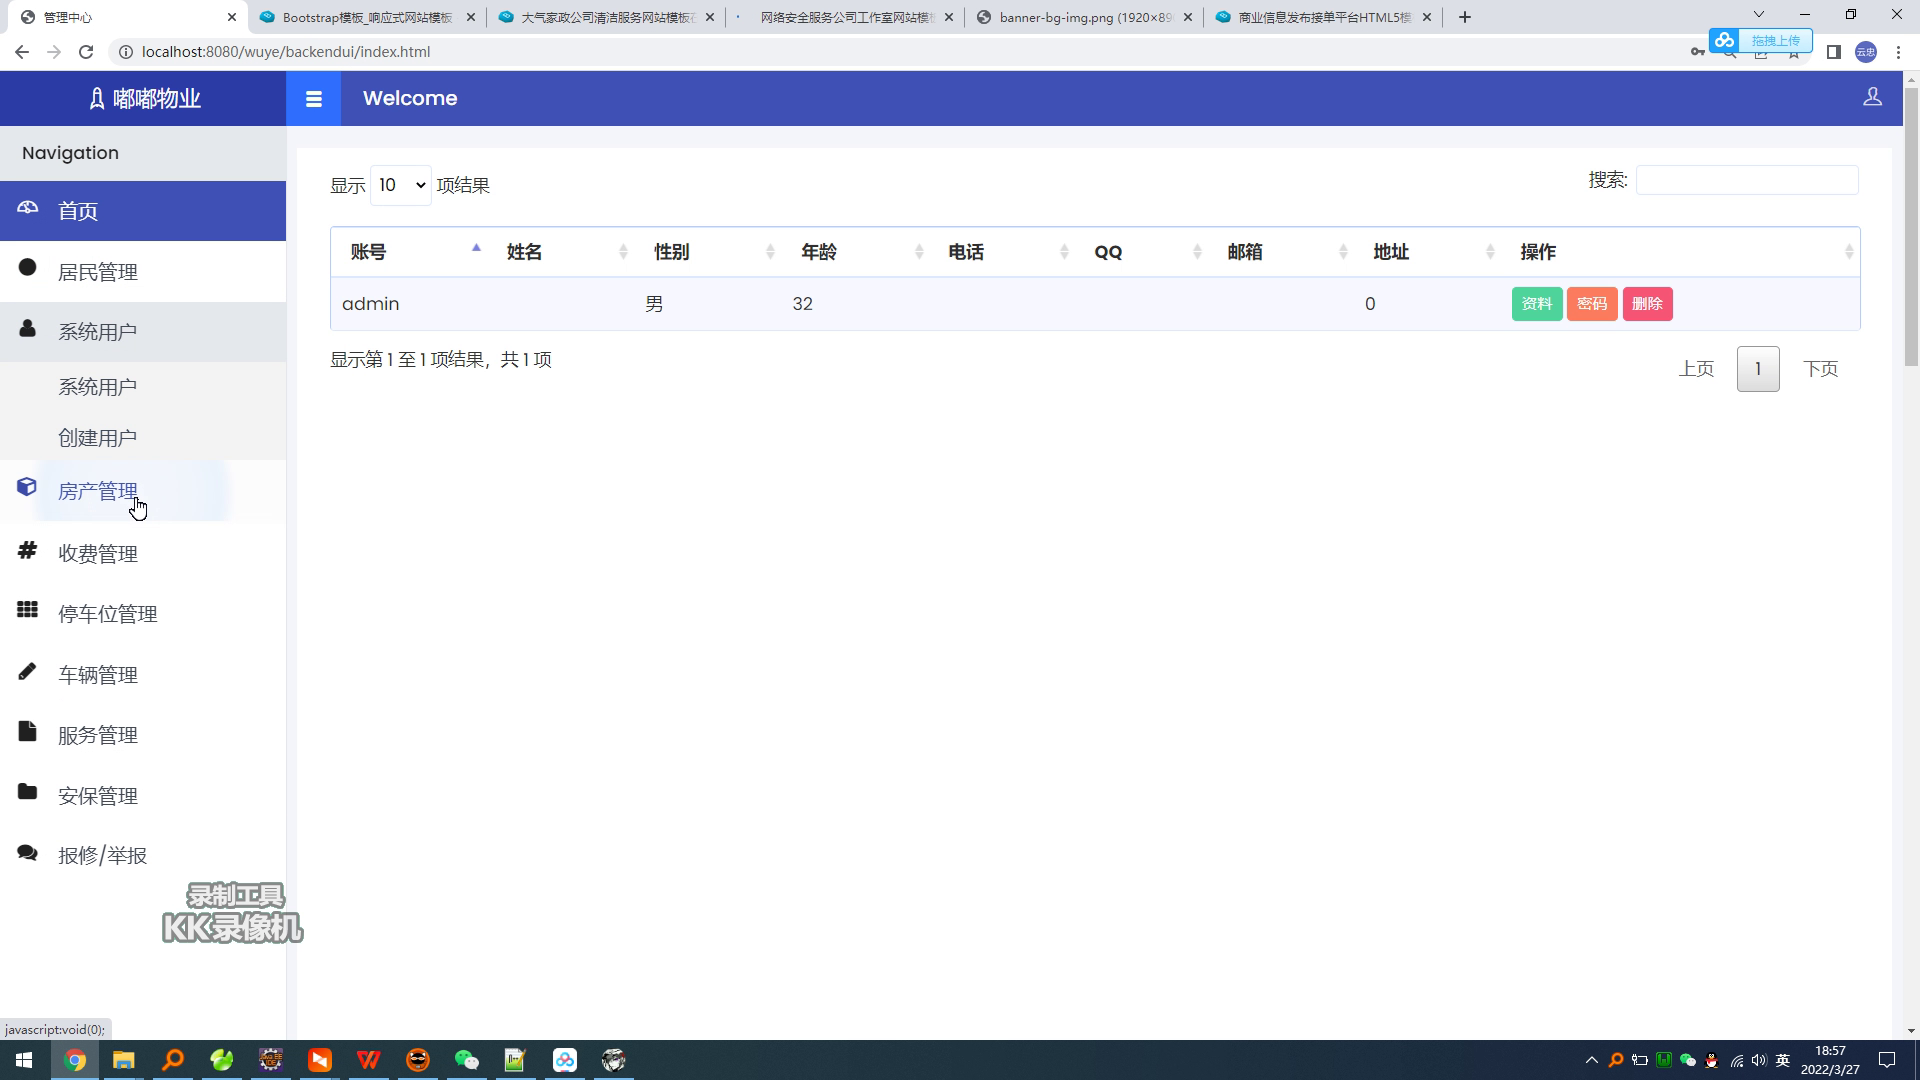 管理中心
Bootstrap模板_响应式网站模板
大气家政公司清洁服务网站模板
网络安全服务公司工作室网站模
banner-bg-img.png (1920×89
商业信息发布接单平台HTML5模
localhost:8080/wuye/backendui/index.html
拖拽上传
云忠
嘟嘟物业
Welcome
Navigation
首页
居民管理
系统用户
系统用户
创建用户
房产管理
收费管理
停车位管理
车辆管理
服务管理
安保管理
报修/举报
显示 10 项结果
搜索:
账号 姓名 性别 年龄 电话 QQ 邮箱 地址 操作
admin 男 32 0 资料 密码 删除
显示第 1 至 1 项结果，共 1 项
上页 1 下页
录制工具
KK录像机
javascript:void(0);
英
18:57
2022/3/27